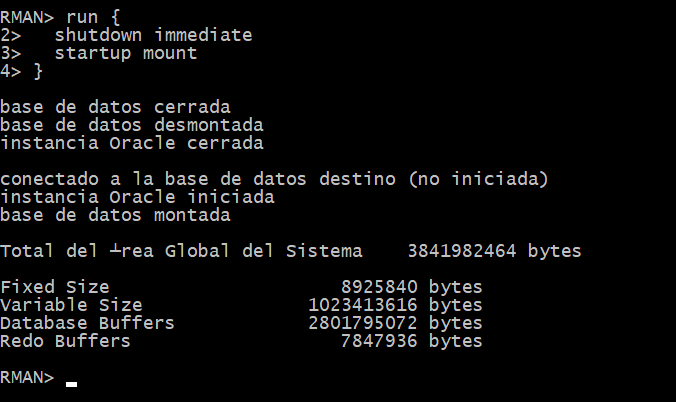 RMAN> run {
2>   shutdown immediate
3>   startup mount
4> }
base de datos cerrada
base de datos desmontada
instancia Oracle cerrada
conectado a la base de datos destino (no iniciada)
instancia Oracle iniciada
base de datos montada
Total del ┴rea Global del Sistema    3841982464 bytes
Fixed Size                     8925840 bytes
Variable Size               1023413616 bytes
Database Buffers            2801795072 bytes
Redo Buffers                   7847936 bytes
RMAN>